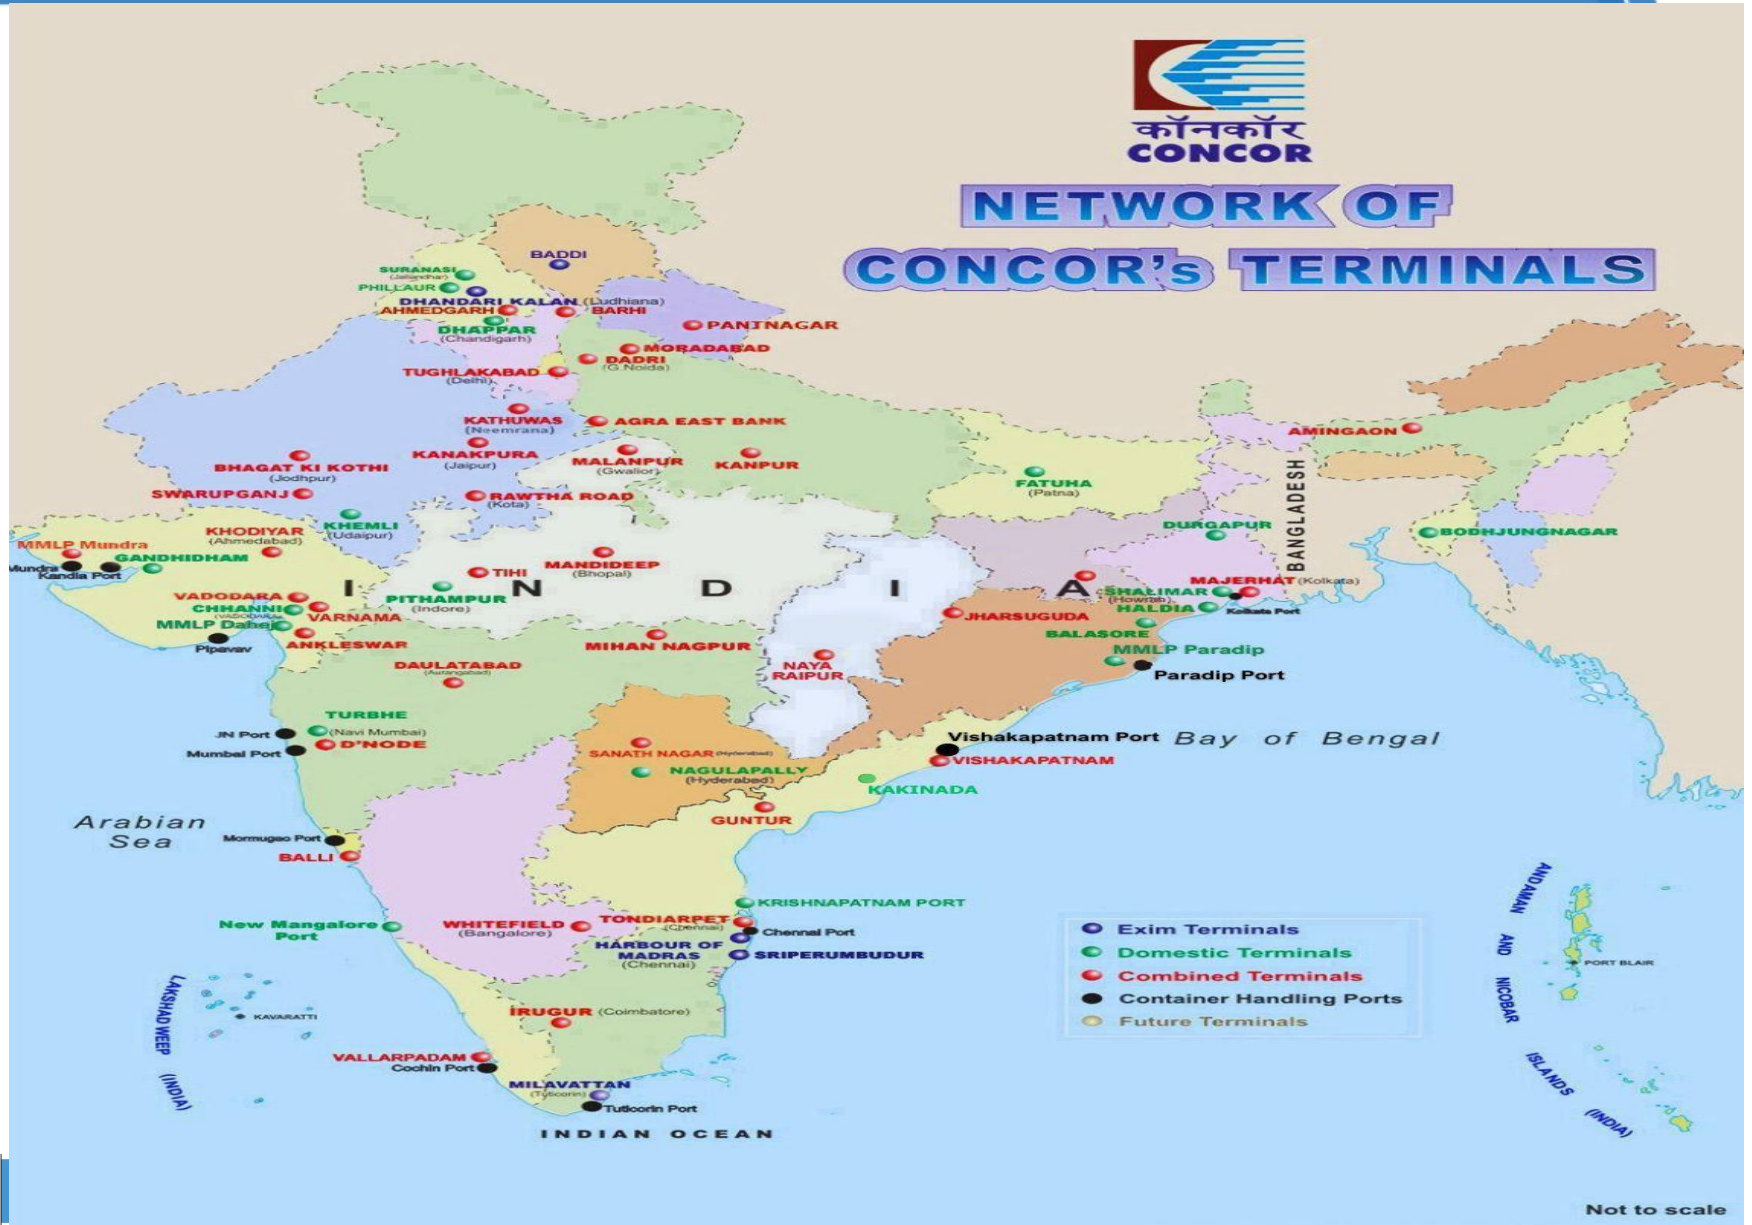 कॉनकॉर
CONCOR
NETWORK OF
CONCOR's TERMINALS
BADDI
SURANASI
(Jallandhar)
PHILLAUR
DHANDARI KALAN (Ludhiana)
AHMEDGARH
BARHI
DHAPPAR
(Chandigarh)
PANTNAGAR
MORADABAD
DADRI
(G.Noida)
TUGHLAKABAD
(Delhi)
KATHUWAS
(Neemrana)
AGRA EAST BANK
AMINGAON
KANAKPURA
(Jaipur)
MALANPUR
(Gwalior)
KANPUR
BHAGAT KI KOTHI
(Jodhpur)
FATUHA
(Patna)
BANGLADESH
SWARUPGANJ
RAWTHA ROAD
(Kota)
KHEMLI
(Udaipur)
KHODIYAR
(Ahmedabad)
DURGAPUR
BODHJUNGNAGAR
MMLP Mundra
GANDHIDHAM
Mundra
Kandla Port
TIHI
MANDIDEEP
(Bhopal)
INDIA
PITHAMPUR
(Indore)
MAJERHAT (Kolkata)
SHALIMAR
(Howrah)
HALDIA
Kolkata Port
VADODARA
CHHANNI
(VADODARA)
VARNAMA
MMLP Dahej
ANKLESWAR
Pipavav
JHARSUGUDA
BALASORE
MMLP Paradip
Paradip Port
MIHAN NAGPUR
NAYA
RAIPUR
DAULATABAD
(Aurangabad)
TURBHE
(Navi Mumbai)
JN Port
D'NODE
Mumbai Port
SANATH NAGAR (Hyderabad)
NAGULAPALLY
(Hyderabad)
Vishakapatnam Port
Bay of Bengal
VISHAKAPATNAM
KAKINADA
GUNTUR
Arabian
Sea
Mormugao Port
BALLI
KRISHNAPATNAM PORT
New Mangalore
Port
WHITEFIELD
(Bangalore)
TONDIARPET
(Chennai)
Chennai Port
HARBOUR OF
MADRAS
(Chennai)
SRIPERUMBUDUR
Exim Terminals
Domestic Terminals
Combined Terminals
Container Handling Ports
Future Terminals
ANDAMAN AND NICOBAR ISLANDS (INDIA)
PORT BLAIR
LAKSHADWEEP (INDIA)
KAVARATTI
IRUGUR (Coimbatore)
VALLARPADAM
Cochin Port
MILAVATTAN
(Tuticorin)
Tuticorin Port
INDIAN OCEAN
Not to scale